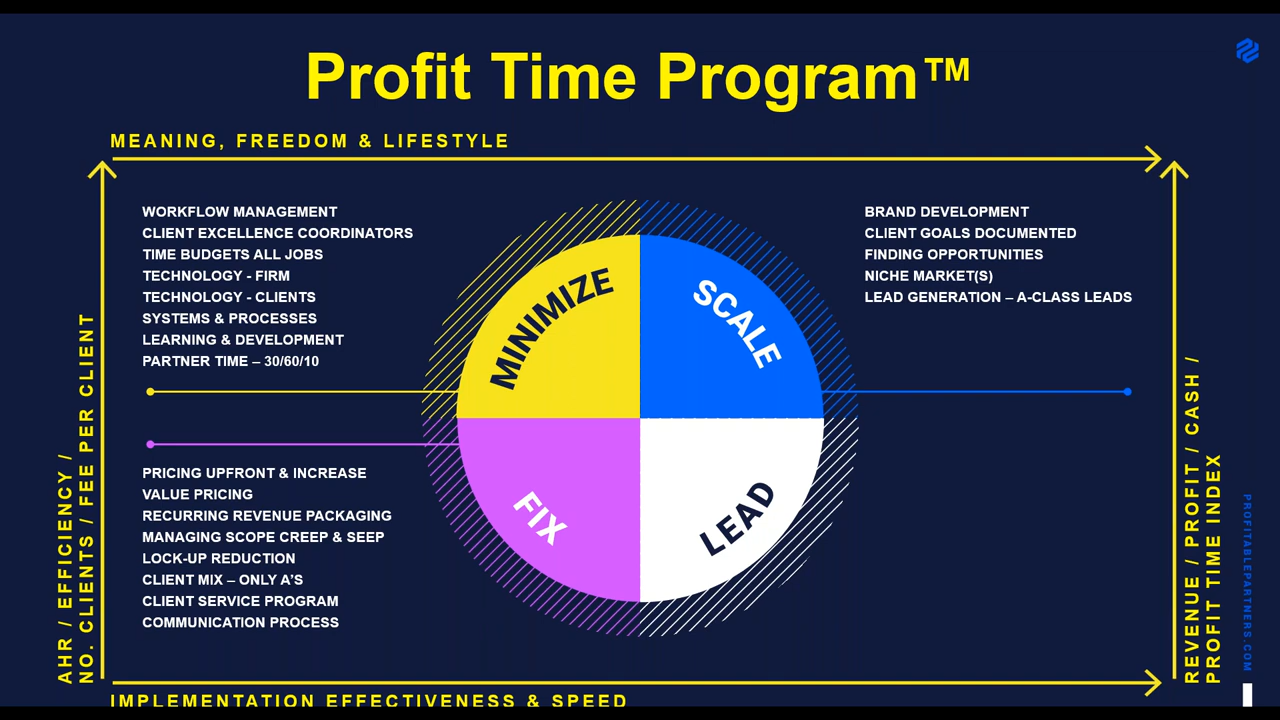 Profit Time Program™
MEANING, FREEDOM & LIFESTYLE
WORKFLOW MANAGEMENT
CLIENT EXCELLENCE COORDINATORS
TIME BUDGETS ALL JOBS
TECHNOLOGY - FIRM
TECHNOLOGY - CLIENTS
SYSTEMS & PROCESSES
LEARNING & DEVELOPMENT
PARTNER TIME – 30/60/10
BRAND DEVELOPMENT
CLIENT GOALS DOCUMENTED
FINDING OPPORTUNITIES
NICHE MARKET(S)
LEAD GENERATION – A-CLASS LEADS
MINIMIZE
SCALE
FIX
LEAD
PRICING UPFRONT & INCREASE
VALUE PRICING
RECURRING REVENUE PACKAGING
MANAGING SCOPE CREEP & SEEP
LOCK-UP REDUCTION
CLIENT MIX – ONLY A’S
CLIENT SERVICE PROGRAM
COMMUNICATION PROCESS
AHR / EFFICIENCY /
NO. CLIENTS / FEE PER CLIENT
REVENUE / PROFIT / CASH /
PROFIT TIME INDEX
PROFITABLEPARTNERS.COM
IMPLEMENTATION EFFECTIVENESS & SPEED